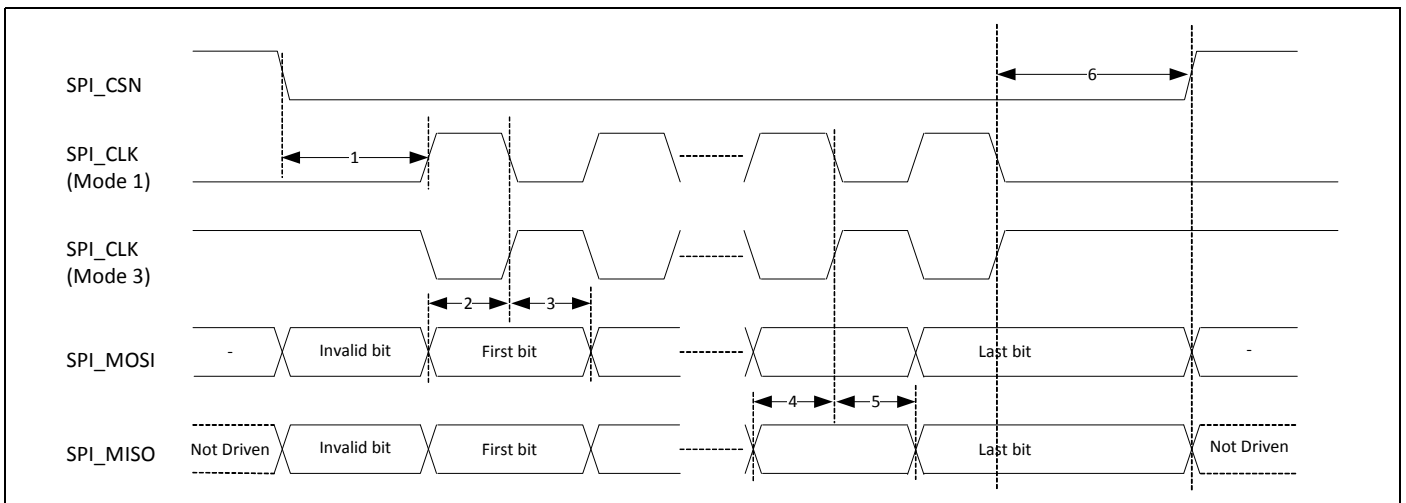 SPI_CSN
6
SPI_CLK
(Mode 1)
1
SPI_CLK
(Mode 3)
2
3
SPI_MOSI
-
Invalid bit
First bit
Last bit
-
4
5
SPI_MISO
Not Driven
Invalid bit
First bit
Last bit
Not Driven